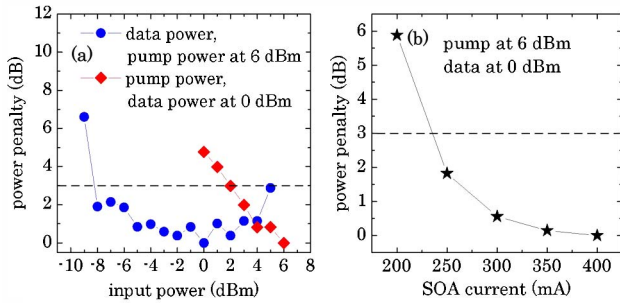 12
10
8
6
4
2
0
power penalty (dB)
(a)
data power,
pump power at 6 dBm
pump power,
data power at 0 dBm
-10 -8 -6 -4 -2 0 2 4 6 8
input power (dBm)
6
5
4
3
2
1
0
power penalty (dB)
(b)
pump at 6 dBm
data at 0 dBm
200 250 300 350 400
SOA current (mA)